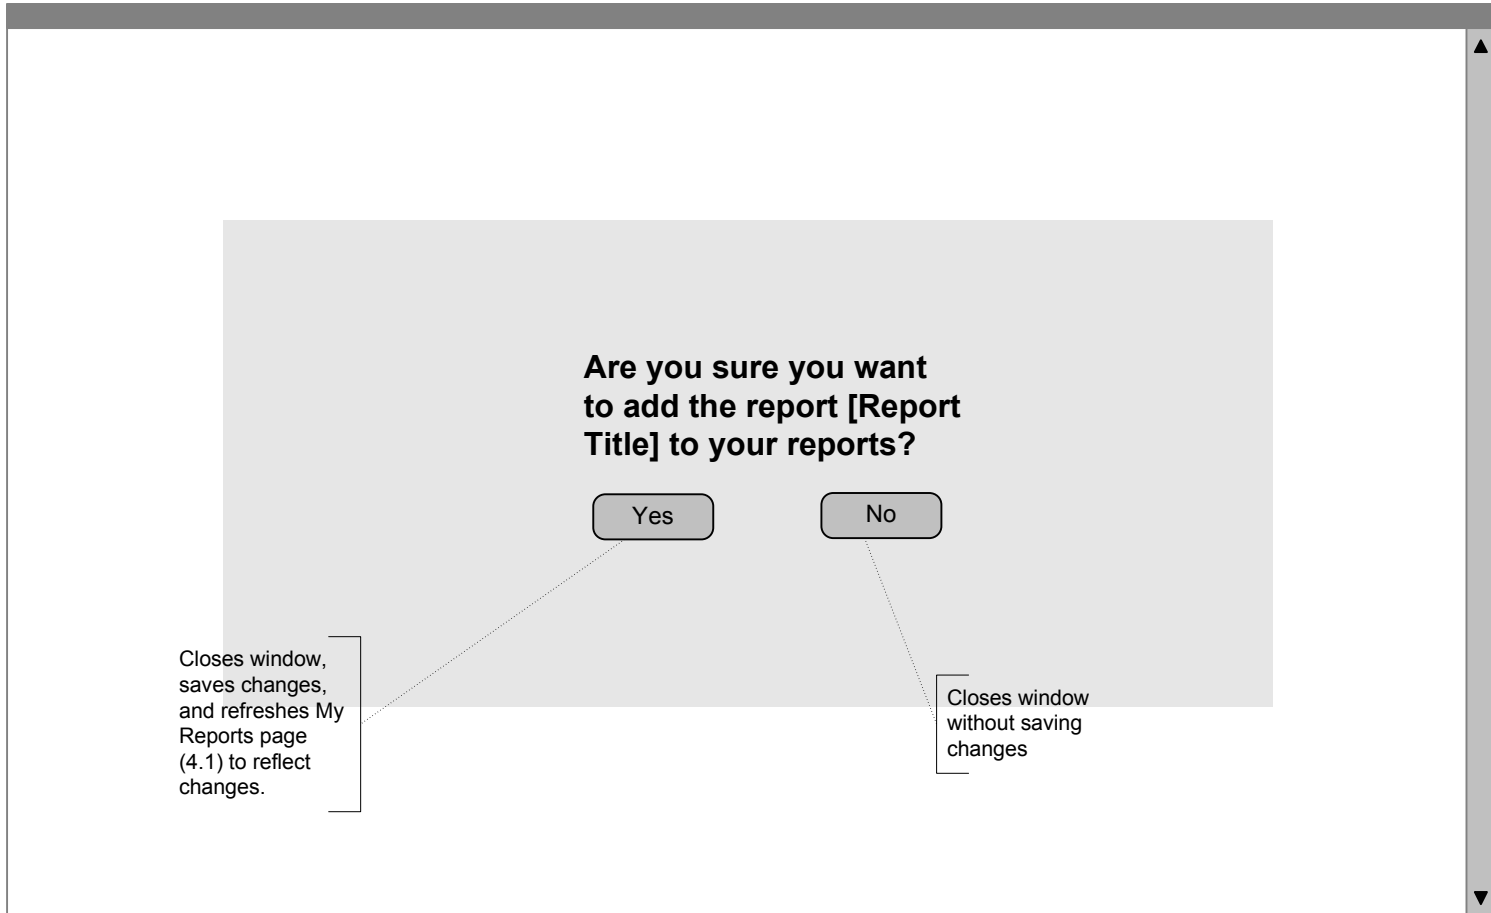 Are you sure you want
to add the report [Report
Title] to your reports?
Yes
No
Closes window,
saves changes,
and refreshes My
Reports page
(4.1) to reflect
changes.
Closes window
without saving
changes